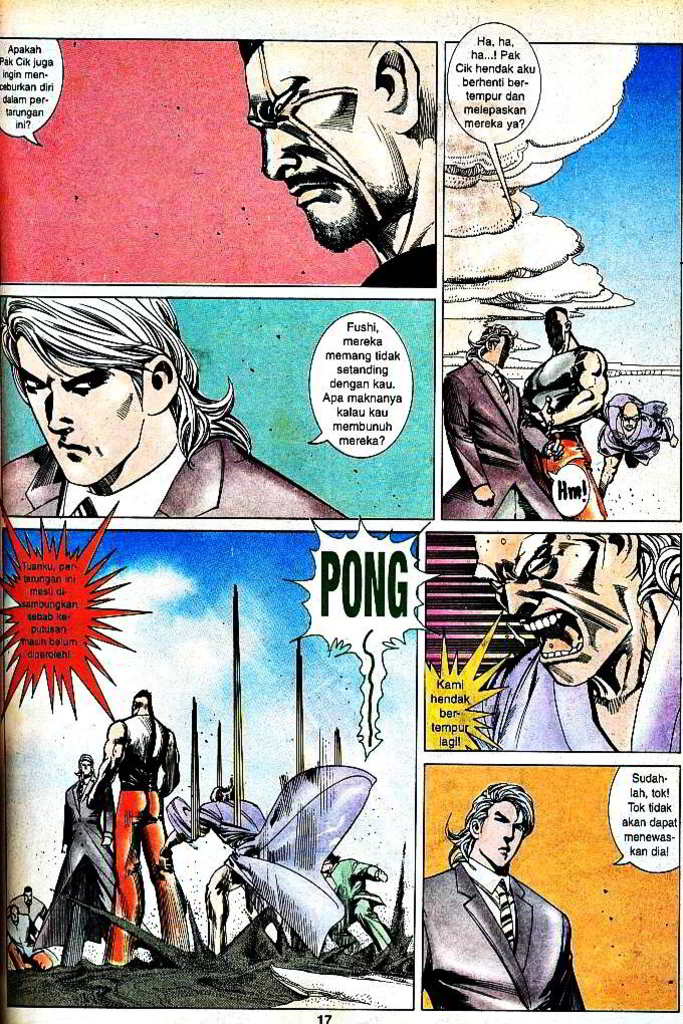 Apakah
Pak Cik juga
ingin men-
ceburkan diri
dalam per-
tarungan
ini?
Ha, ha,
ha...! Pak
Cik hendak aku
berhenti ber-
tempur dan
melepaskan
mereka ya?
Fushi,
mereka
memang tidak
setanding
dengan kau.
Apa maknanya
kalau kau
membunuh
mereka?
Hm!
Tuanku, per-
tarungan ini
mesti di-
sambungkan
sebab ke-
putusan
masih belum
diperolehi!
PONG
Kami
hendak
ber-
tempur
lagi!
Sudah-
lah, tok!
Tok tidak
akan dapat
menewas-
kan dia!
17